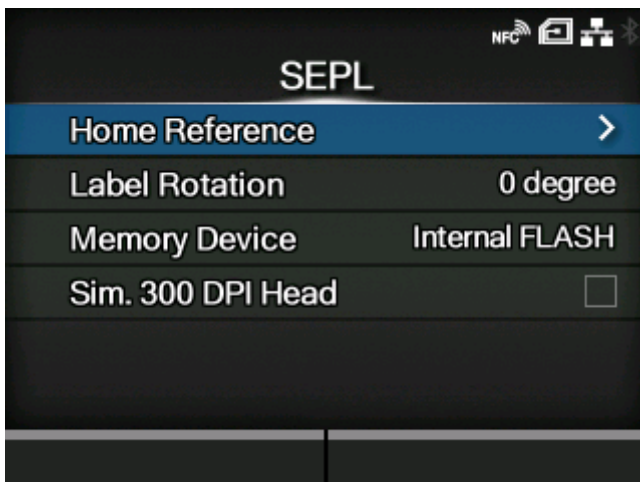 NFC
SEPL
Home Reference
Label Rotation 0 degree
Memory Device Internal FLASH
Sim. 300 DPI Head